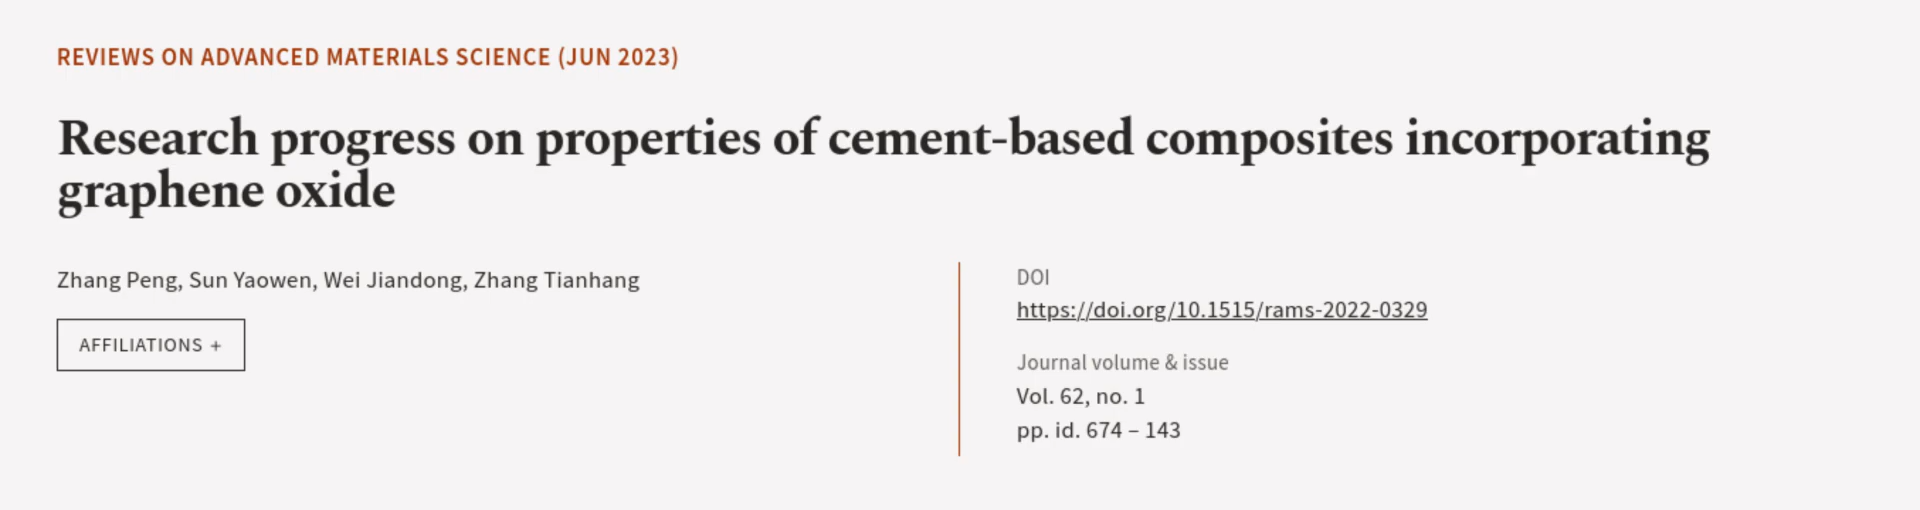 REVIEWS ON ADVANCED MATERIALS SCIENCE (JUN 2023)
Research progress on properties of cement-based composites incorporating
graphene oxide
Zhang Peng, Sun Yaowen, Wei Jiandong, Zhang Tianhang
AFFILIATIONS +
DOI
https://doi.org/10.1515/rams-2022-0329
Journal volume & issue
Vol. 62, no. 1
pp. id. 674 – 143